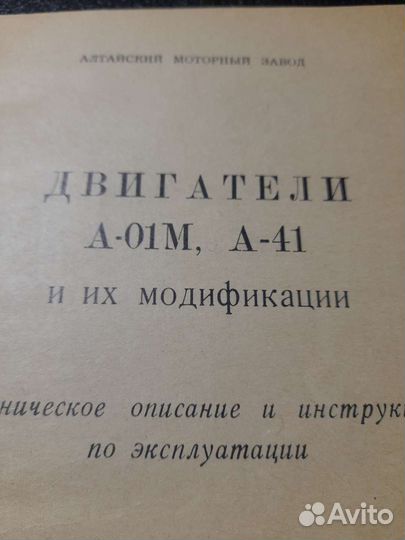 АЛТАЙСКИЙ МОТОРНЫЙ ЗАВОД
ДВИГАТЕЛИ
А-01М, А-41
и их модификации
ническое описание и инструк
по эксплуатации
Avito